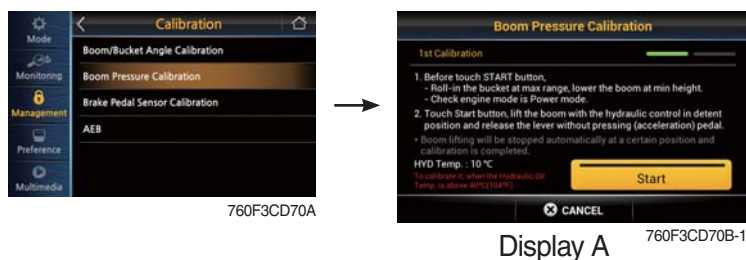 Mode
Monitoring
Management
Preference
Multimedia
Calibration
Boom/Bucket Angle Calibration
Boom Pressure Calibration
Brake Pedal Sensor Calibration
AEB
760F3CD70A
Boom Pressure Calibration
1st Calibration
1. Before touch START button,
- Roll-in the bucket at max range, lower the boom at min height.
- Check engine mode is Power mode.
2. Touch Start button, lift the boom with the hydraulic control in detent
position and release the lever without pressing (acceleration) pedal.
* Boom lifting will be stopped automatically at a certain position and
calibration is completed.
HYD Temp. : 10 ℃
To calibrate it, when the Hydraulic Oil
Temp. is above 40℃(104℉).
Start
CANCEL
Display A
760F3CD70B-1